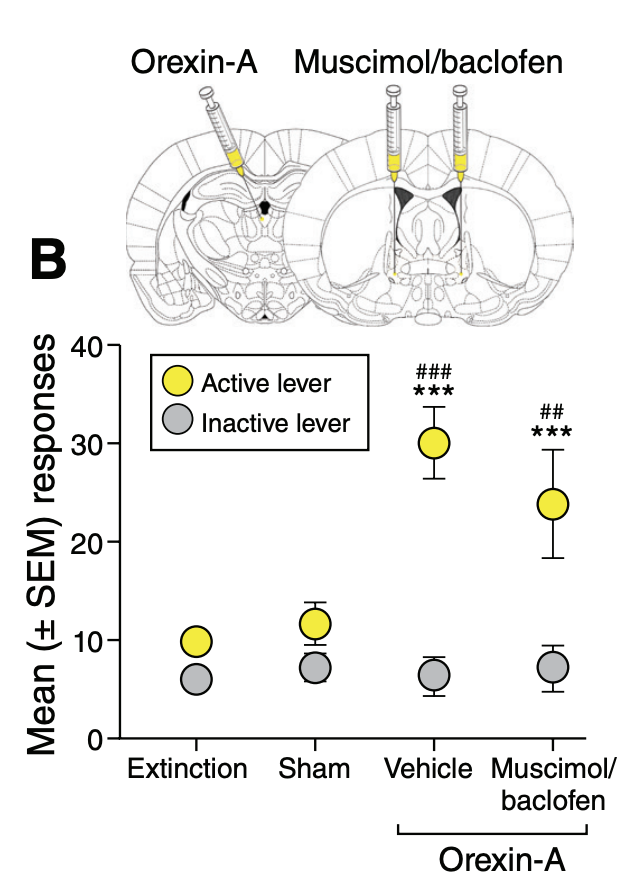 Orexin-A Muscimol/baclofen
B
40
30
20
10
0
Mean (± SEM) responses
Active lever
Inactive lever
###
***
##
***
Extinction Sham Vehicle Muscimol/
baclofen
Orexin-A